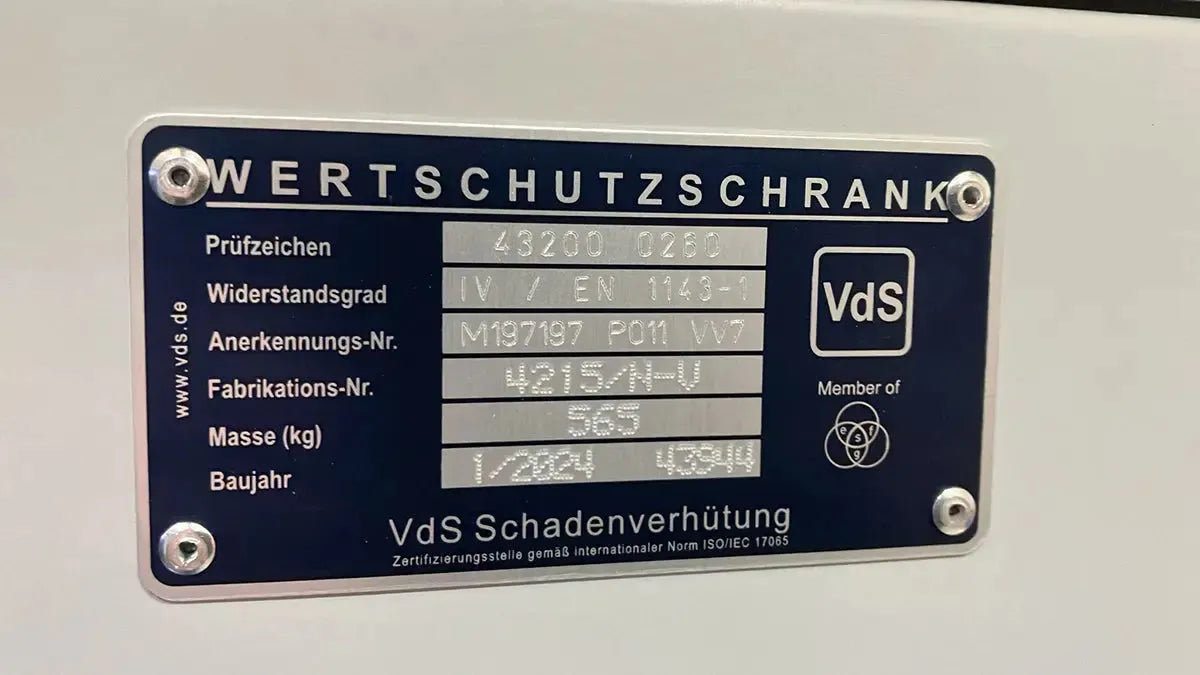 WERTSCHUTZSCHRANK
Prüfzeichen 43200 0260
Widerstandsgrad IV / EN 1143-1
Anerkennungs-Nr. M197197 P011 VV7
Fabrikations-Nr. 4215/N-V
Masse (kg) 565
Baujahr 1/2024 43944
www.vds.de
VdS
Member of
e s f
g
VdS Schadenverhütung
Zertifizierungsstelle gemäß internationaler Norm ISO/IEC 17065